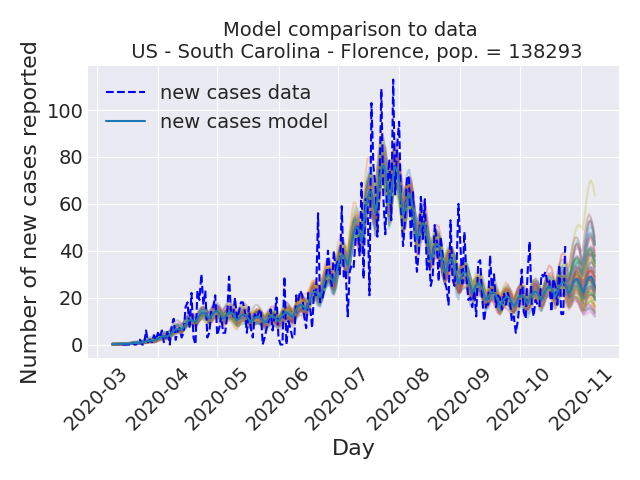 Model comparison to data
US - South Carolina - Florence, pop. = 138293
Number of new cases reported
new cases data
new cases model
100
80
60
40
20
0
2020-03
2020-04
2020-05
2020-06
2020-07
2020-08
2020-09
2020-10
2020-11
Day